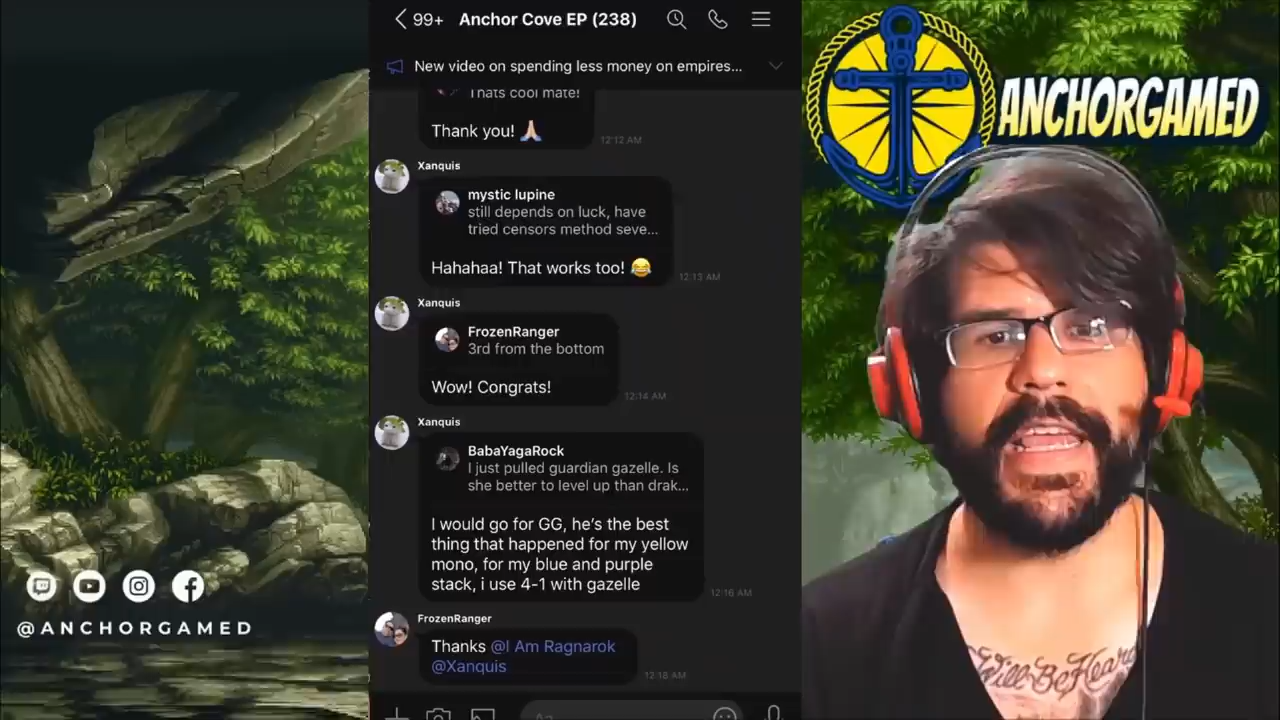 99+ Anchor Cove EP (238)
New video on spending less money on empires...
Thats cool mate!
Thank you! 🙏🏻
12:12 AM
Xanquis
mystic lupine
still depends on luck, have
tried censors method seve...
Hahahaa! That works too! 😂
12:13 AM
Xanquis
FrozenRanger
3rd from the bottom
Wow! Congrats!
12:14 AM
Xanquis
BabaYagaRock
I just pulled guardian gazelle. Is
she better to level up than drak...
I would go for GG, he's the best
thing that happened for my yellow
mono, for my blue and purple
stack, i use 4-1 with gazelle
12:16 AM
FrozenRanger
Thanks @I Am Ragnarok
@Xanquis
12:18 AM
Aa
@ANCHORGAMED
ANCHORGAMED
Will Be Hear